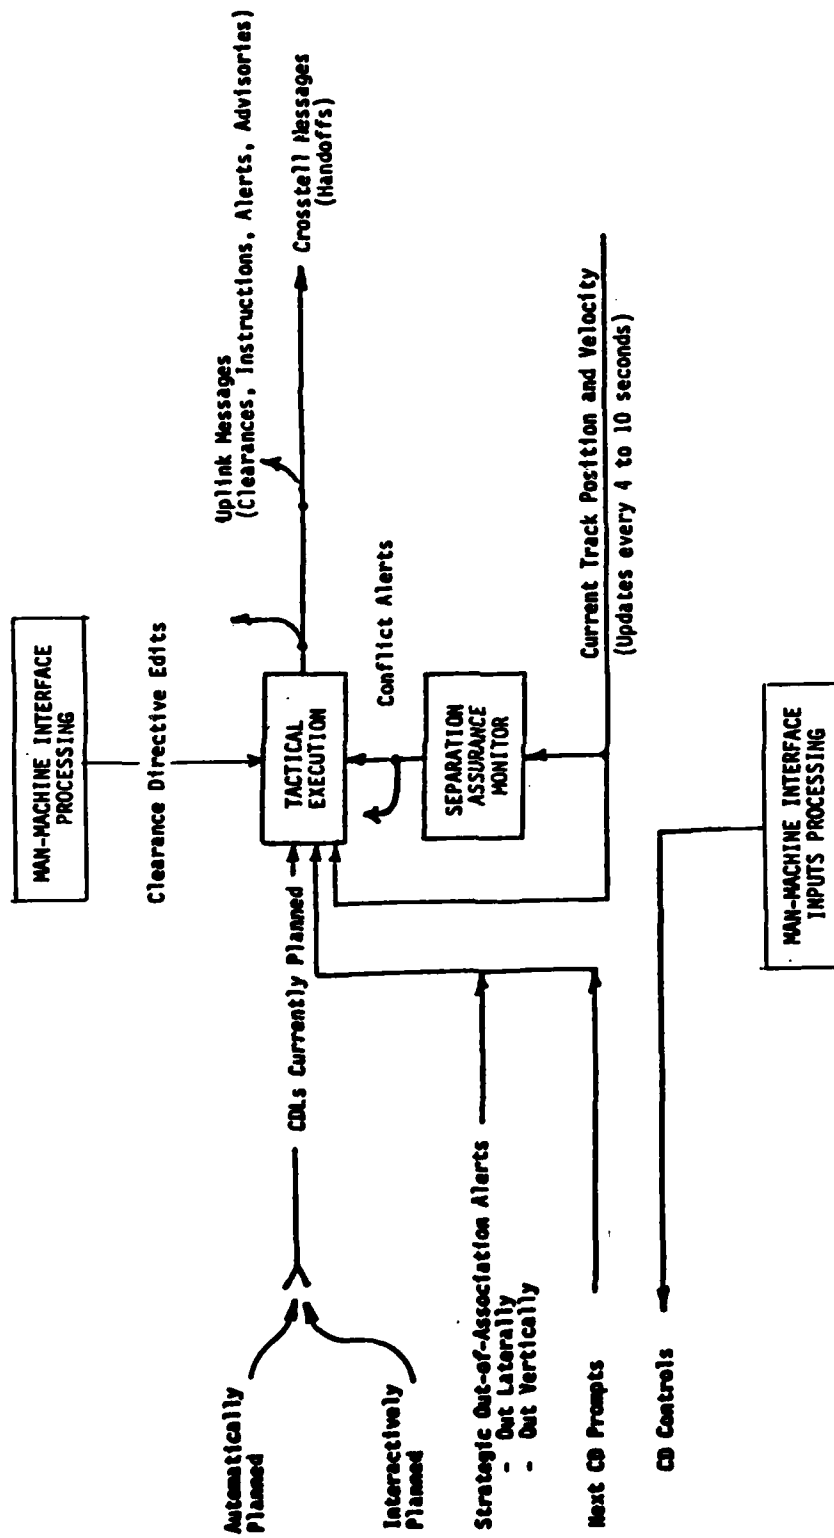 MAN-MACHINE INTERFACE
PROCESSING
Clearance Directive Edits
Uplink Messages
(Clearances, Instructions, Alerts, Advisories)
Crosstell Messages
(Handoffs)
Automatically
Planned
Interactively
Planned
CDLs Currently Planned
TACTICAL
EXECUTION
Conflict Alerts
SEPARATION
ASSURANCE
MONITOR
Strategic Out-of-Association Alerts
- Out Laterally
- Out Vertically
Next CD Prompts
Current Track Position and Velocity
(Updates every 4 to 10 seconds)
CD Controls
MAN-MACHINE INTERFACE
INPUTS PROCESSING